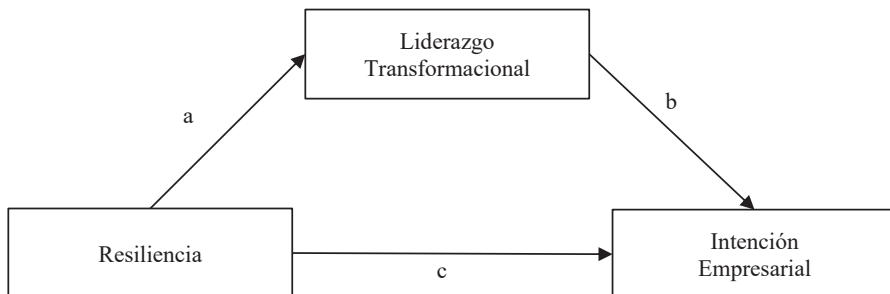 Liderazgo
Transformacional
a
b
Resiliencia
c
Intención
Empresarial